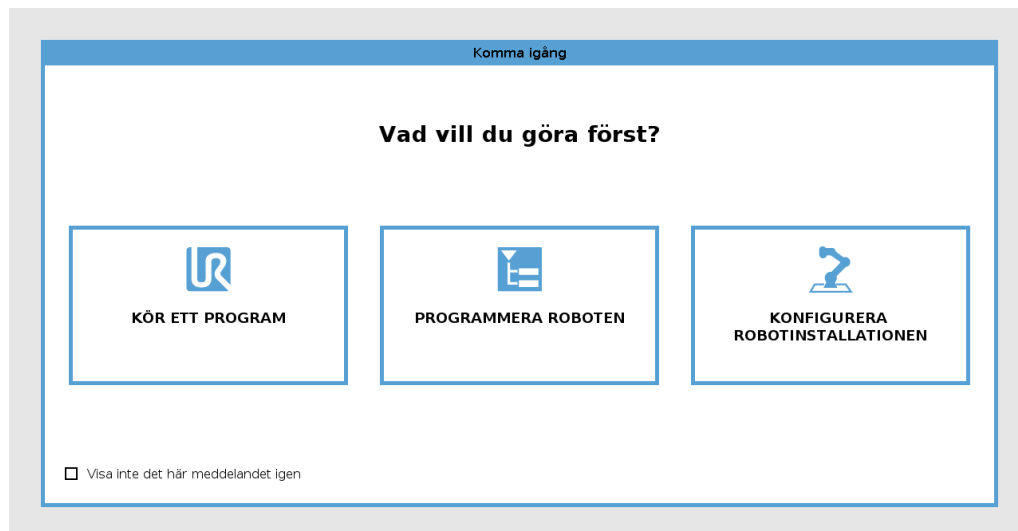 Komma igång
Vad vill du göra först?
KÖR ETT PROGRAM
PROGRAMMERA ROBOTEN
KONFIGURERA
ROBOTINSTALLATIONEN
Visa inte det här meddelandet igen